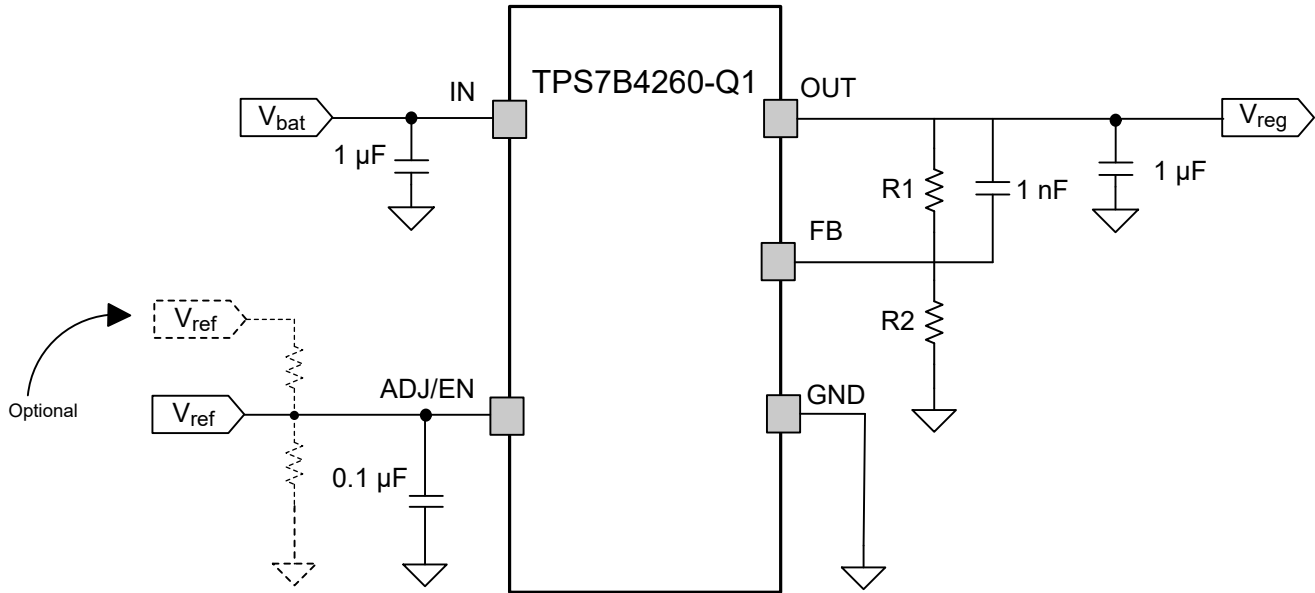 TPS7B4260-Q1
IN
V_bat
1 µF
OUT
V_reg
R1
1 nF
1 µF
FB
R2
V_ref
Optional
ADJ/EN
V_ref
0.1 µF
GND